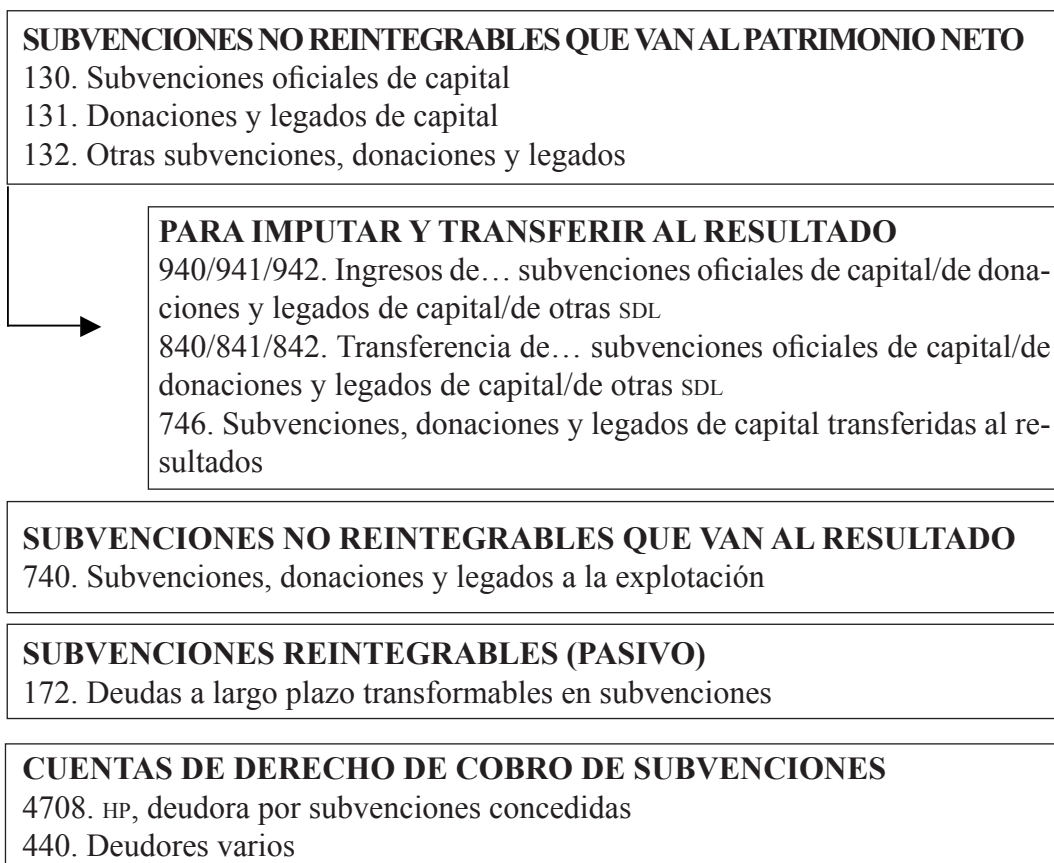 SUBVENCIONES NO REINTEGRABLES QUE VAN AL PATRIMONIO NETO
130. Subvenciones oficiales de capital
131. Donaciones y legados de capital
132. Otras subvenciones, donaciones y legados
PARA IMPUTAR Y TRANSFERIR AL RESULTADO
940/941/942. Ingresos de… subvenciones oficiales de capital/de dona-
ciones y legados de capital/de otras SDL
840/841/842. Transferencia de… subvenciones oficiales de capital/de
donaciones y legados de capital/de otras SDL
746. Subvenciones, donaciones y legados de capital transferidas al re-
sultados
SUBVENCIONES NO REINTEGRABLES QUE VAN AL RESULTADO
740. Subvenciones, donaciones y legados a la explotación
SUBVENCIONES REINTEGRABLES (PASIVO)
172. Deudas a largo plazo transformables en subvenciones
CUENTAS DE DERECHO DE COBRO DE SUBVENCIONES
4708. HP, deudora por subvenciones concedidas
440. Deudores varios